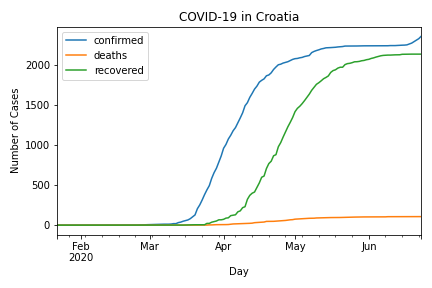 COVID-19 in Croatia
confirmed
deaths
recovered
Number of Cases
2000
1500
1000
500
0
Feb Mar Apr May Jun
2020
Day